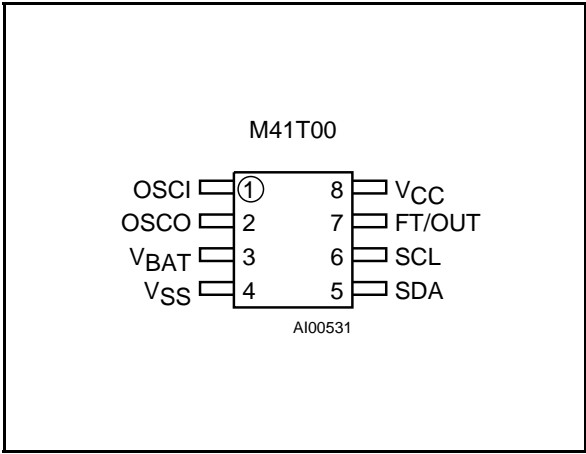 M41T00
OSCI 1 8 VCC
OSCO 2 7 FT/OUT
VBAT 3 6 SCL
VSS 4 5 SDA
AI00531